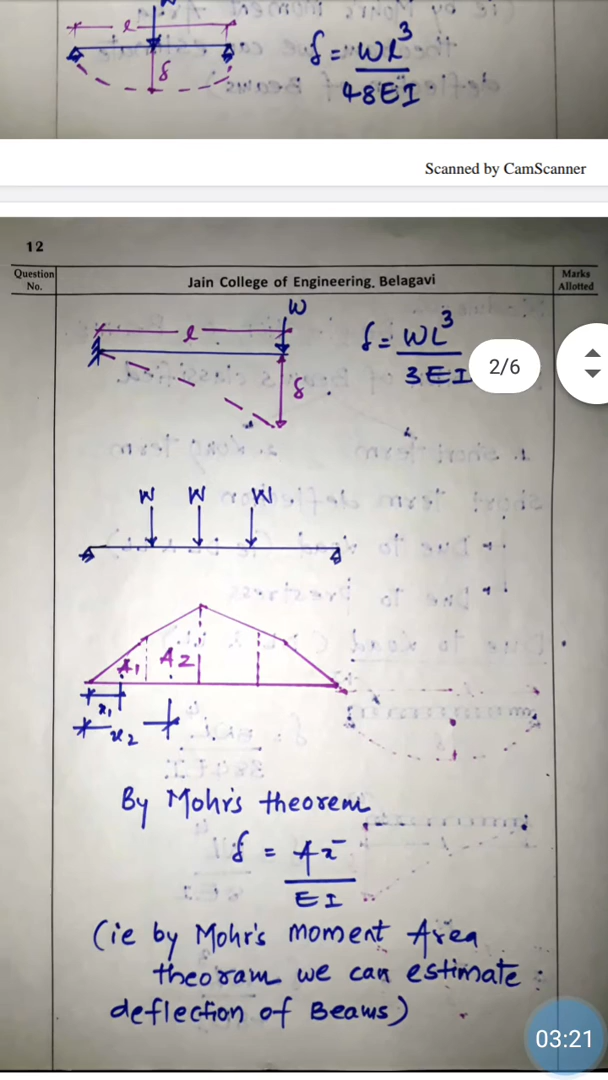 W
l
δ
δ = Wl³
48EI
Scanned by CamScanner
12
Question No.
Jain College of Engineering, Belagavi
Marks Allotted
W
l
δ = WL³
3EI
δ
2/6
W W W
A1 A2
x1
x2
By Mohr's theorem
δ = Ax̄
EI
(ie by Mohr's moment Area
theoram we can estimate :
deflection of Beams)
03:21